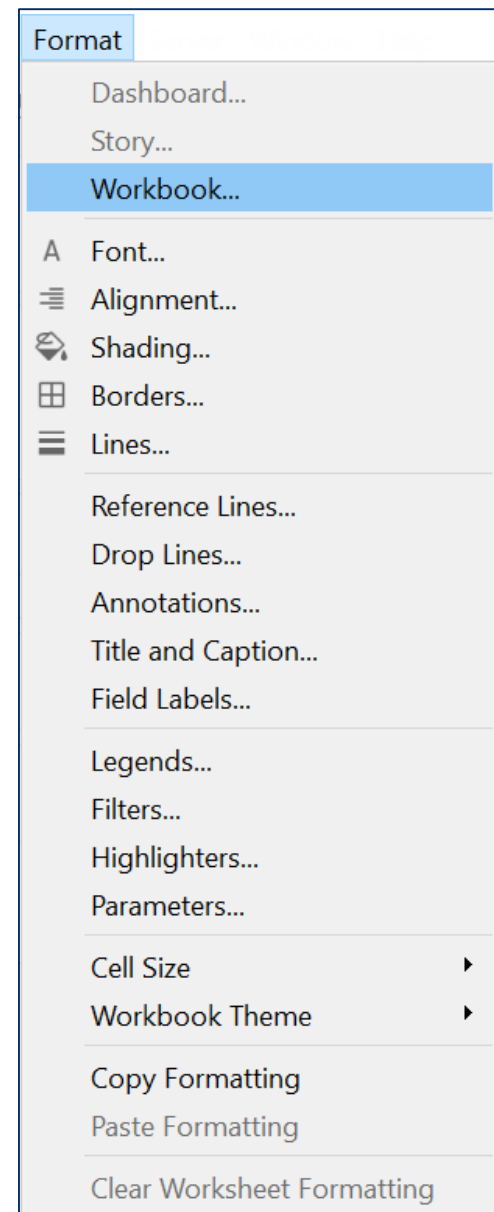 Format
Dashboard...
Story...
Workbook...
Font...
Alignment...
Shading...
Borders...
Lines...
Reference Lines...
Drop Lines...
Annotations...
Title and Caption...
Field Labels...
Legends...
Filters...
Highlighters...
Parameters...
Cell Size
Workbook Theme
Copy Formatting
Paste Formatting
Clear Worksheet Formatting